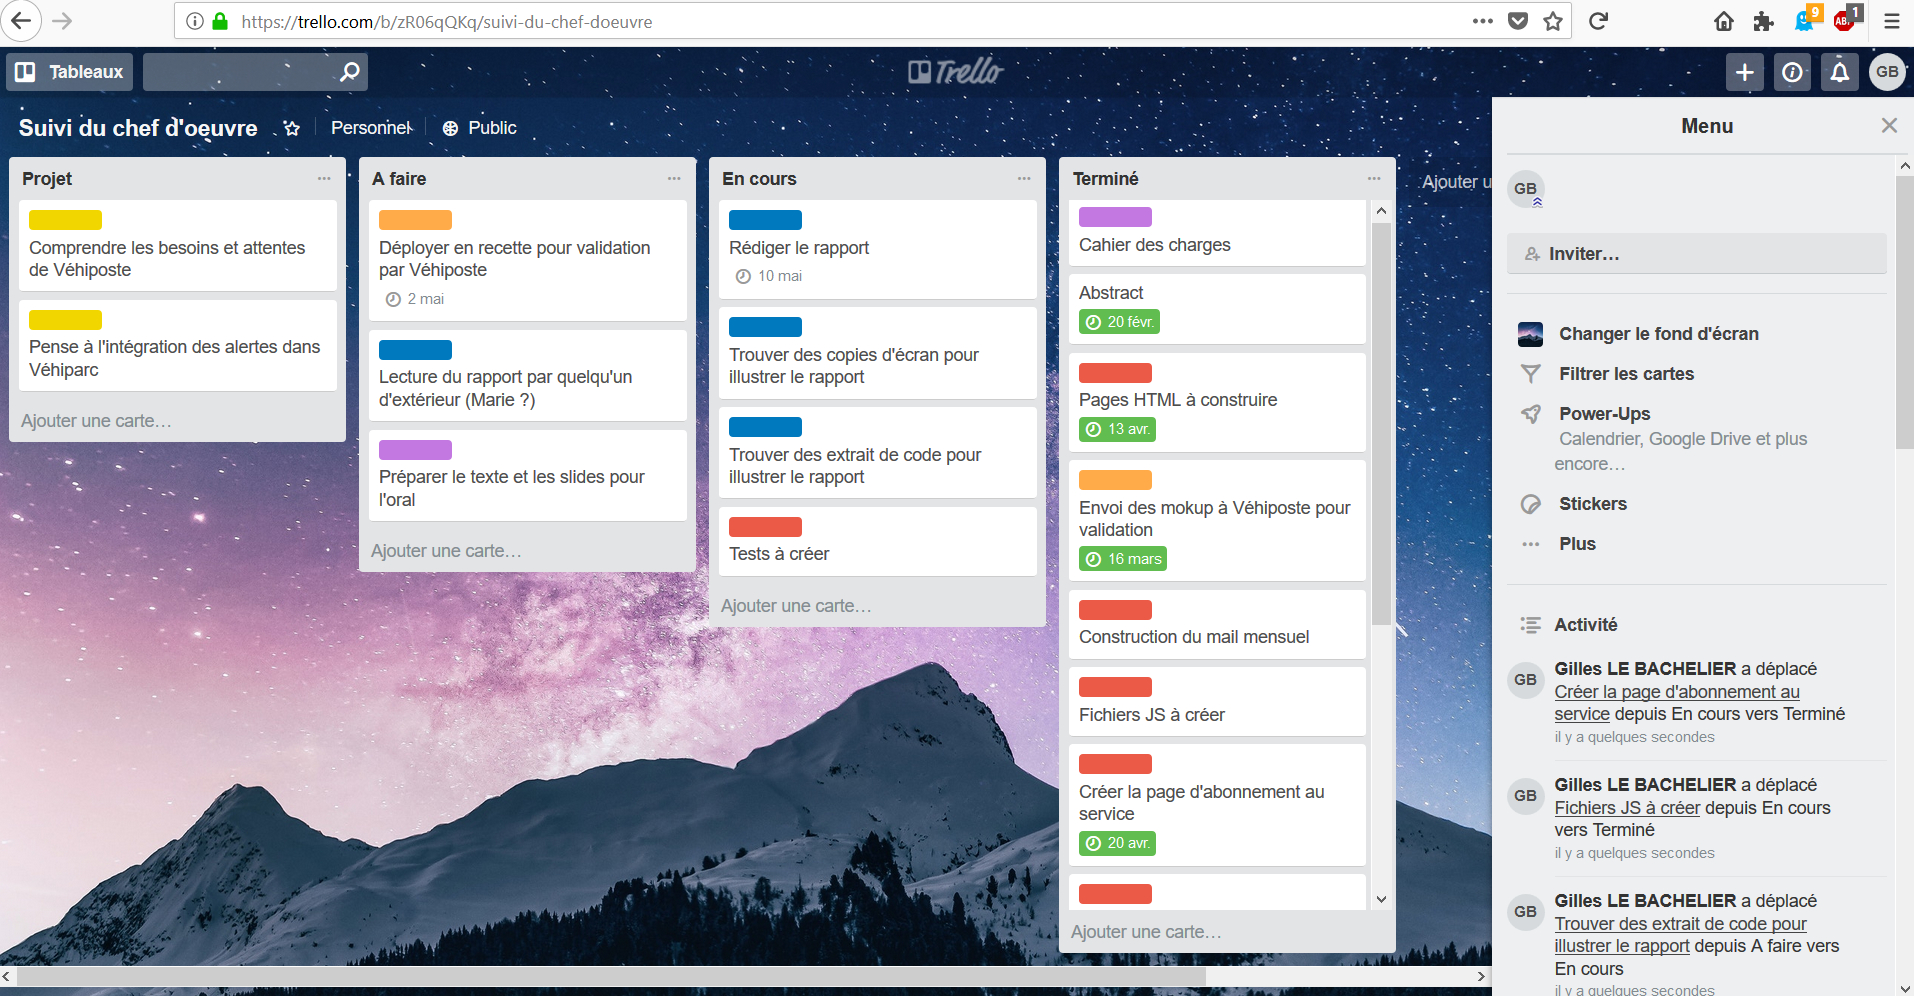 https://trello.com/b/zR06qQKq/suivi-du-chef-doeuvre
9
ABP
1
Tableaux
Trello
GB
Suivi du chef d'oeuvre
Personnel
Public
Projet
Comprendre les besoins et attentes
de Véhiposte
Pense à l'intégration des alertes dans
Véhiparc
Ajouter une carte…
A faire
Déployer en recette pour validation
par Véhiposte
2 mai
Lecture du rapport par quelqu'un
d'extérieur (Marie ?)
Préparer le texte et les slides pour
l'oral
Ajouter une carte…
En cours
Rédiger le rapport
10 mai
Trouver des copies d'écran pour
illustrer le rapport
Trouver des extrait de code pour
illustrer le rapport
Tests à créer
Ajouter une carte…
Terminé
Cahier des charges
Abstract
20 févr.
Pages HTML à construire
13 avr.
Envoi des mokup à Véhiposte pour
validation
16 mars
Construction du mail mensuel
Fichiers JS à créer
Créer la page d'abonnement au
service
20 avr.
Ajouter une carte…
Ajouter u
Menu
GB
Inviter…
Changer le fond d'écran
Filtrer les cartes
Power-Ups
Calendrier, Google Drive et plus
encore…
Stickers
Plus
Activité
GB
Gilles LE BACHELIER a déplacé
Créer la page d'abonnement au
service depuis En cours vers Terminé
il y a quelques secondes
GB
Gilles LE BACHELIER a déplacé
Fichiers JS à créer depuis En cours
vers Terminé
il y a quelques secondes
GB
Gilles LE BACHELIER a déplacé
Trouver des extrait de code pour
illustrer le rapport depuis A faire vers
En cours
il y a quelques secondes